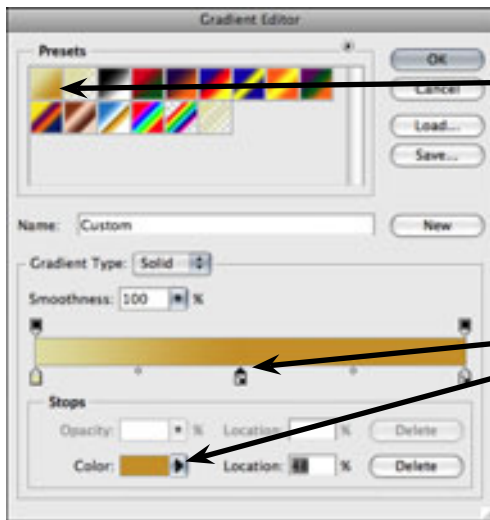 Gradient Editor
Presets
OK
Cancel
Load...
Save...
Name: Custom
New
Gradient Type: Solid
Smoothness: 100 %
Stops
Opacity: % Location: % Delete
Color: Location: 48 % Delete